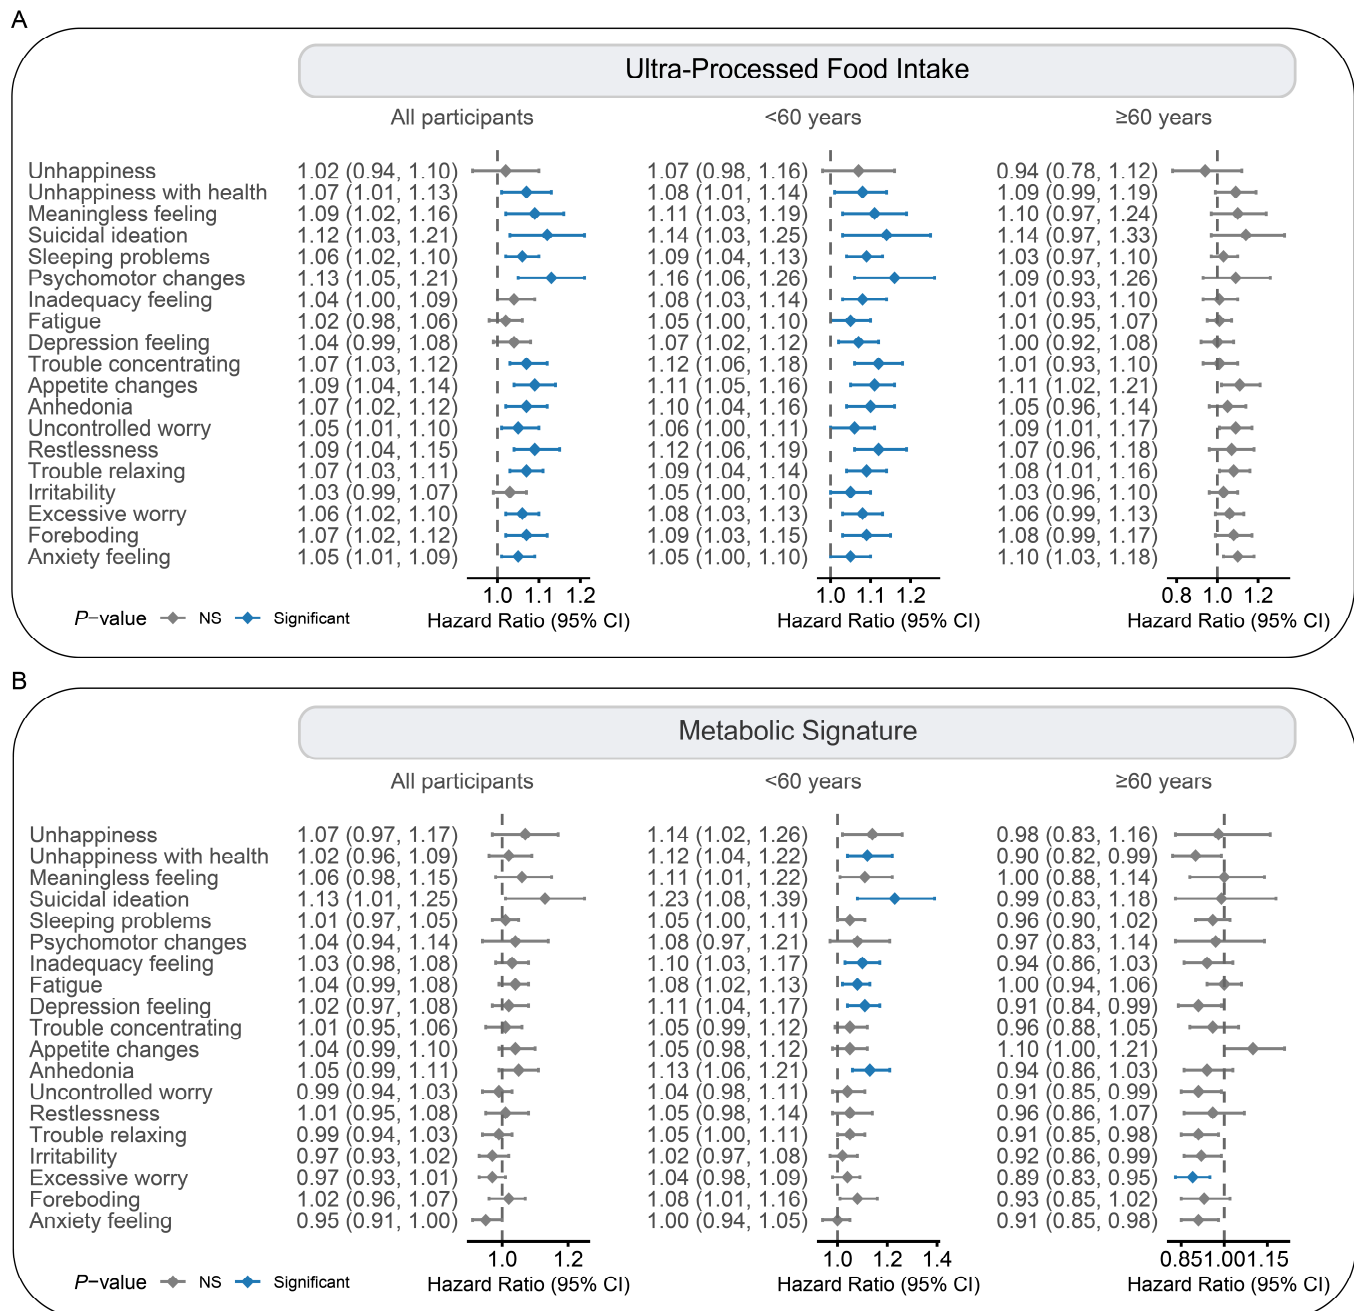 A
Ultra-Processed Food Intake
All participants <60 years ≥60 years
Unhappiness 1.02 (0.94, 1.10) 1.07 (0.98, 1.16) 0.94 (0.78, 1.12)
Unhappiness with health 1.07 (1.01, 1.13) 1.08 (1.01, 1.14) 1.09 (0.99, 1.19)
Meaningless feeling 1.09 (1.02, 1.16) 1.11 (1.03, 1.19) 1.10 (0.97, 1.24)
Suicidal ideation 1.12 (1.03, 1.21) 1.14 (1.03, 1.25) 1.14 (0.97, 1.33)
Sleeping problems 1.06 (1.02, 1.10) 1.09 (1.04, 1.13) 1.03 (0.97, 1.10)
Psychomotor changes 1.13 (1.05, 1.21) 1.16 (1.06, 1.26) 1.09 (0.93, 1.26)
Inadequacy feeling 1.04 (1.00, 1.09) 1.08 (1.03, 1.14) 1.01 (0.93, 1.10)
Fatigue 1.02 (0.98, 1.06) 1.05 (1.00, 1.10) 1.01 (0.95, 1.07)
Depression feeling 1.04 (0.99, 1.08) 1.07 (1.02, 1.12) 1.00 (0.92, 1.08)
Trouble concentrating 1.07 (1.03, 1.12) 1.12 (1.06, 1.18) 1.01 (0.93, 1.10)
Appetite changes 1.09 (1.04, 1.14) 1.11 (1.05, 1.16) 1.11 (1.02, 1.21)
Anhedonia 1.07 (1.02, 1.12) 1.10 (1.04, 1.16) 1.05 (0.96, 1.14)
Uncontrolled worry 1.05 (1.01, 1.10) 1.06 (1.00, 1.11) 1.09 (1.01, 1.17)
Restlessness 1.09 (1.04, 1.15) 1.12 (1.06, 1.19) 1.07 (0.96, 1.18)
Trouble relaxing 1.07 (1.03, 1.11) 1.09 (1.04, 1.14) 1.08 (1.01, 1.16)
Irritability 1.03 (0.99, 1.07) 1.05 (1.00, 1.10) 1.03 (0.96, 1.10)
Excessive worry 1.06 (1.02, 1.10) 1.08 (1.03, 1.13) 1.06 (0.99, 1.13)
Foreboding 1.07 (1.02, 1.12) 1.09 (1.03, 1.15) 1.08 (0.99, 1.17)
Anxiety feeling 1.05 (1.01, 1.09) 1.05 (1.00, 1.10) 1.10 (1.03, 1.18)
1.0 1.1 1.2 1.0 1.1 1.2 0.8 1.0 1.2
P−value NS Significant Hazard Ratio (95% CI) Hazard Ratio (95% CI) Hazard Ratio (95% CI)
B
Metabolic Signature
All participants <60 years ≥60 years
Unhappiness 1.07 (0.97, 1.17) 1.14 (1.02, 1.26) 0.98 (0.83, 1.16)
Unhappiness with health 1.02 (0.96, 1.09) 1.12 (1.04, 1.22) 0.90 (0.82, 0.99)
Meaningless feeling 1.06 (0.98, 1.15) 1.11 (1.01, 1.22) 1.00 (0.88, 1.14)
Suicidal ideation 1.13 (1.01, 1.25) 1.23 (1.08, 1.39) 0.99 (0.83, 1.18)
Sleeping problems 1.01 (0.97, 1.05) 1.05 (1.00, 1.11) 0.96 (0.90, 1.02)
Psychomotor changes 1.04 (0.94, 1.14) 1.08 (0.97, 1.21) 0.97 (0.83, 1.14)
Inadequacy feeling 1.03 (0.98, 1.08) 1.10 (1.03, 1.17) 0.94 (0.86, 1.03)
Fatigue 1.04 (0.99, 1.08) 1.08 (1.02, 1.13) 1.00 (0.94, 1.06)
Depression feeling 1.02 (0.97, 1.08) 1.11 (1.04, 1.17) 0.91 (0.84, 0.99)
Trouble concentrating 1.01 (0.95, 1.06) 1.05 (0.99, 1.12) 0.96 (0.88, 1.05)
Appetite changes 1.04 (0.99, 1.10) 1.05 (0.98, 1.12) 1.10 (1.00, 1.21)
Anhedonia 1.05 (0.99, 1.11) 1.13 (1.06, 1.21) 0.94 (0.86, 1.03)
Uncontrolled worry 0.99 (0.94, 1.03) 1.04 (0.98, 1.11) 0.91 (0.85, 0.99)
Restlessness 1.01 (0.95, 1.08) 1.05 (0.98, 1.14) 0.96 (0.86, 1.07)
Trouble relaxing 0.99 (0.94, 1.03) 1.05 (1.00, 1.11) 0.91 (0.85, 0.98)
Irritability 0.97 (0.93, 1.02) 1.02 (0.97, 1.08) 0.92 (0.86, 0.99)
Excessive worry 0.97 (0.93, 1.01) 1.04 (0.98, 1.09) 0.89 (0.83, 0.95)
Foreboding 1.02 (0.96, 1.07) 1.08 (1.01, 1.16) 0.93 (0.85, 1.02)
Anxiety feeling 0.95 (0.91, 1.00) 1.00 (0.94, 1.05) 0.91 (0.85, 0.98)
1.0 1.2 1.0 1.2 1.4 0.85 1.00 1.15
P−value NS Significant Hazard Ratio (95% CI) Hazard Ratio (95% CI) Hazard Ratio (95% CI)